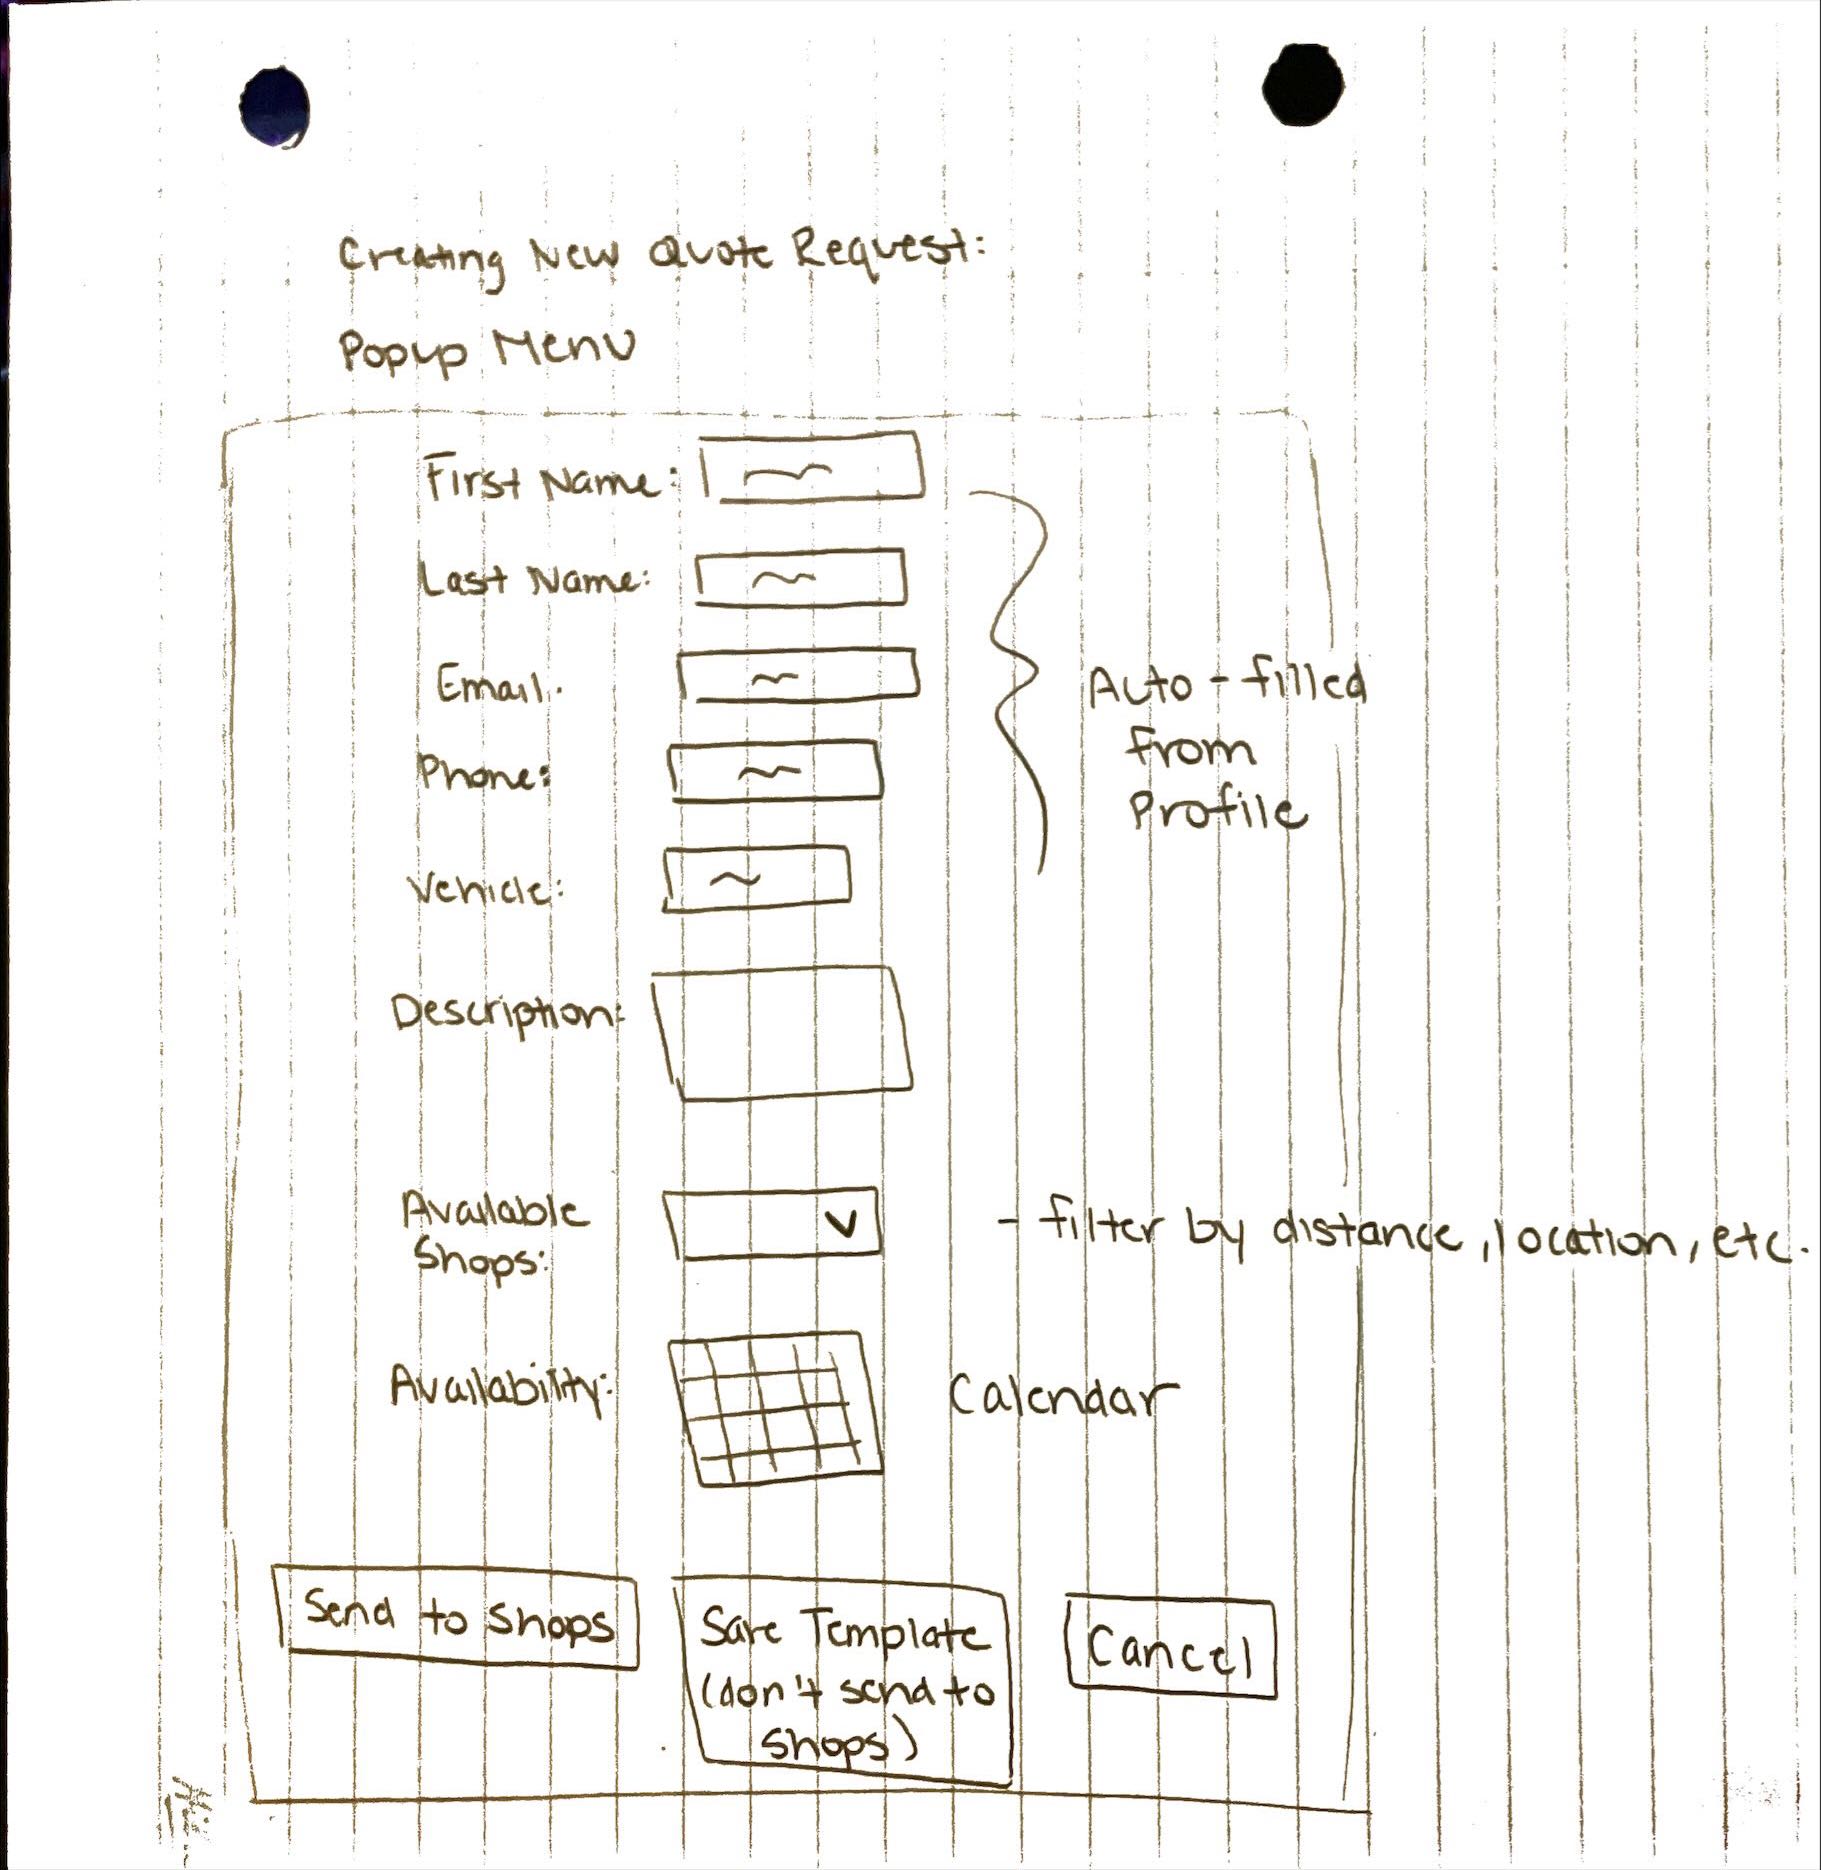 Creating New Quote Request:
Popup Menu
First Name:
Last Name:
Email:
Phone:
Vehicle:
Auto-filled
from
Profile
Description:
Available
Shops:
- filter by distance, location, etc.
Availability:
Calendar
Send to Shops
Save Template
(don't send to
shops)
Cancel